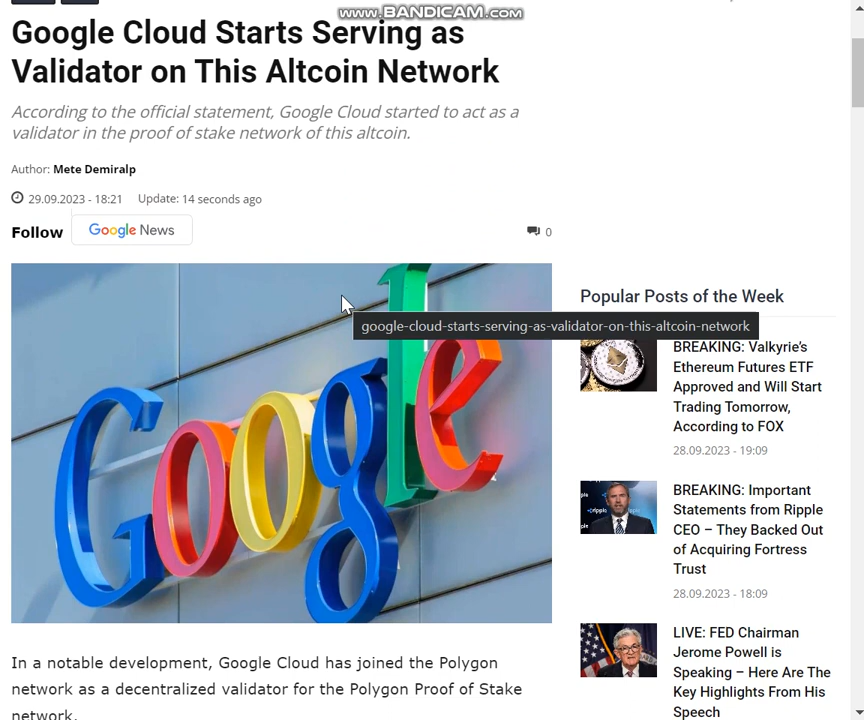 www.BANDICAM.com
Google Cloud Starts Serving as
Validator on This Altcoin Network
According to the official statement, Google Cloud started to act as a
validator in the proof of stake network of this altcoin.
Author: Mete Demiralp
29.09.2023 - 18:21 Update: 14 seconds ago
Follow Google News
0
Google
google-cloud-starts-serving-as-validator-on-this-altcoin-network
In a notable development, Google Cloud has joined the Polygon
network as a decentralized validator for the Polygon Proof of Stake
network.
Popular Posts of the Week
BREAKING: Valkyrie's
Ethereum Futures ETF
Approved and Will Start
Trading Tomorrow,
According to FOX
28.09.2023 - 19:09
ripple
BREAKING: Important
Statements from Ripple
CEO – They Backed Out
of Acquiring Fortress
Trust
28.09.2023 - 18:09
LIVE: FED Chairman
Jerome Powell is
Speaking – Here Are The
Key Highlights From His
Speech